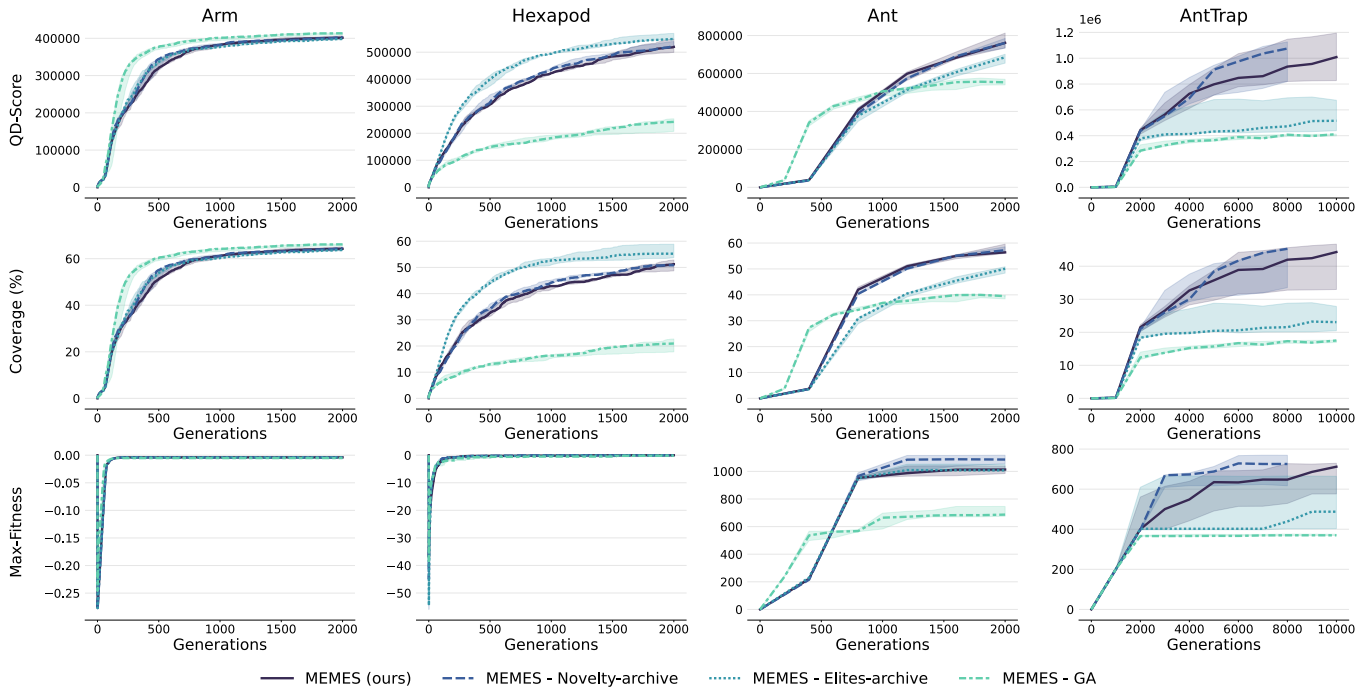 Arm
Hexapod
Ant
AntTrap
QD-Score
400000
300000
200000
100000
0
0 500 1000 1500 2000
Generations
500000
400000
300000
200000
100000
0
0 500 1000 1500 2000
Generations
800000
600000
400000
200000
0
0 500 1000 1500 2000
Generations
1e6
1.2
1.0
0.8
0.6
0.4
0.2
0.0
0 2000 4000 6000 8000 10000
Generations
Coverage (%)
60
40
20
0
0 500 1000 1500 2000
Generations
60
50
40
30
20
10
0
0 500 1000 1500 2000
Generations
60
50
40
30
20
10
0
0 500 1000 1500 2000
Generations
40
30
20
10
0
0 2000 4000 6000 8000 10000
Generations
Max-Fitness
0.00
−0.05
−0.10
−0.15
−0.20
−0.25
0 500 1000 1500 2000
Generations
0
−10
−20
−30
−40
−50
0 500 1000 1500 2000
Generations
1000
800
600
400
200
0
0 500 1000 1500 2000
Generations
800
600
400
200
0
0 2000 4000 6000 8000 10000
Generations
MEMES (ours) MEMES - Novelty-archive MEMES - Elites-archive MEMES - GA